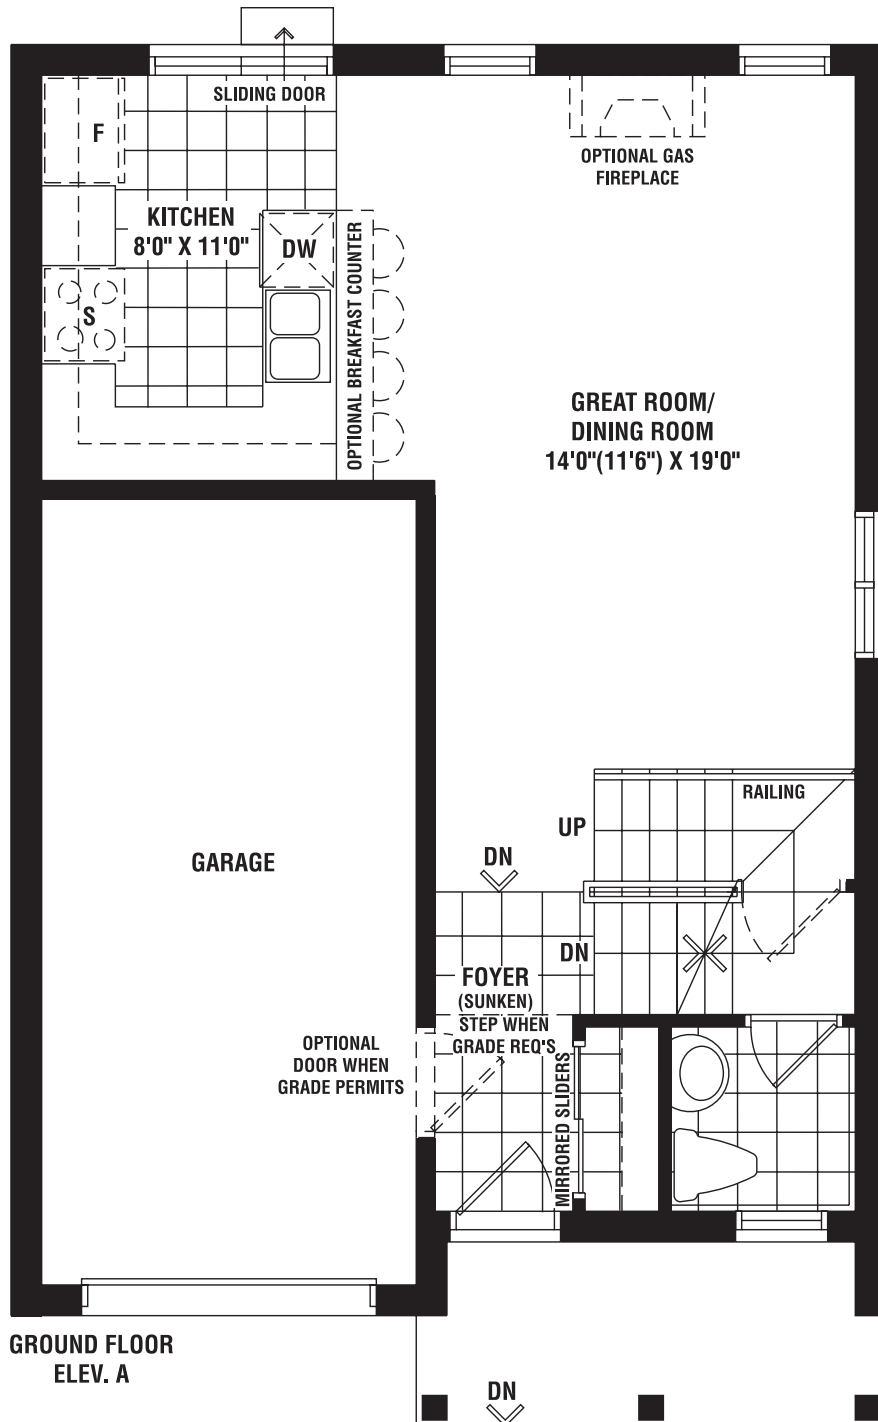 SLIDING DOOR
F
OPTIONAL GAS
FIREPLACE
KITCHEN
8'0" X 11'0"
DW
S
OPTIONAL BREAKFAST COUNTER
GREAT ROOM/
DINING ROOM
14'0"(11'6") X 19'0"
RAILING
UP
DN
GARAGE
DN
FOYER
(SUNKEN)
STEP WHEN
GRADE REQ'S
OPTIONAL
DOOR WHEN
GRADE PERMITS
MIRRORED SLIDERS
GROUND FLOOR
ELEV. A
DN